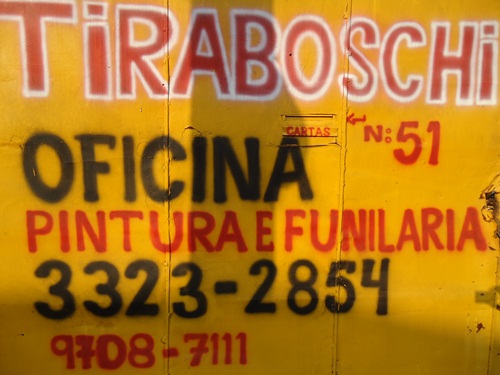 TiRABOSCHi
CARTAS
N: 51
OFICINA
PINTURA E FUNILARIA
3323-2854
9708-7111